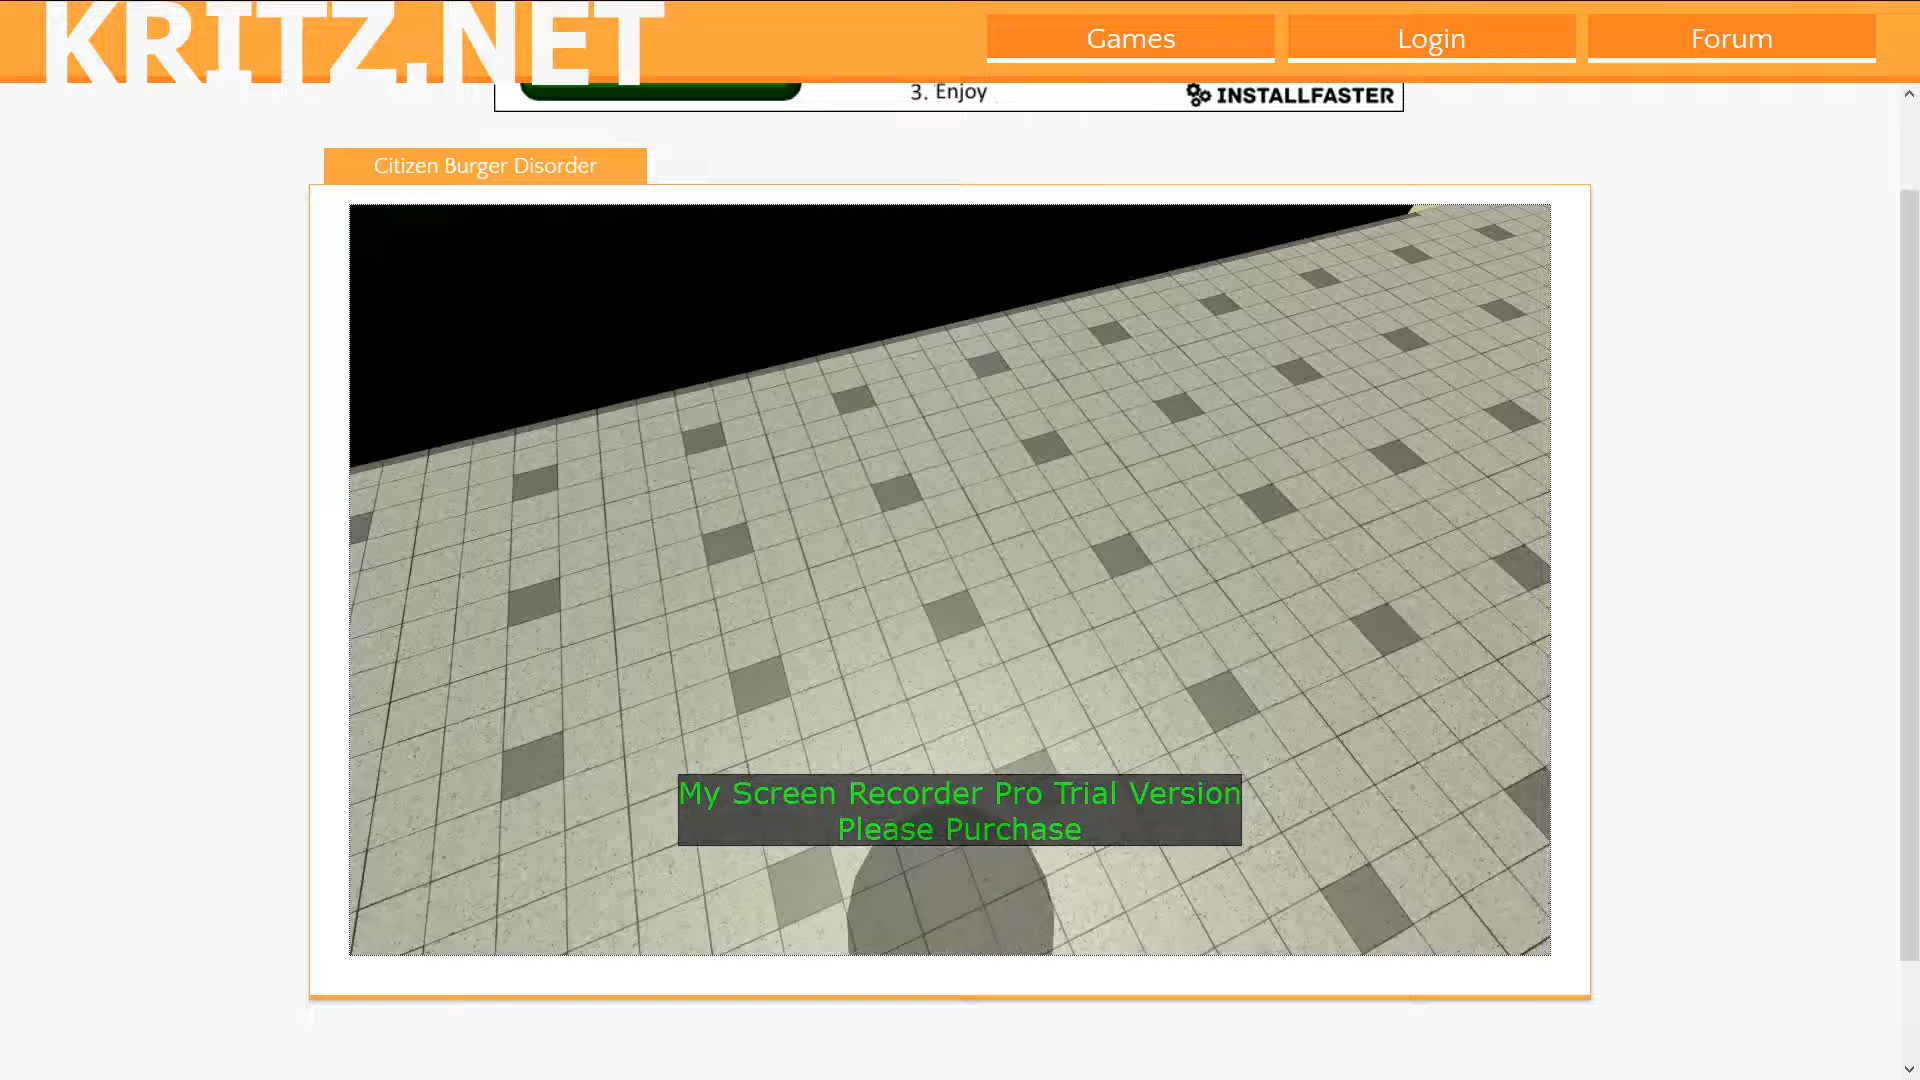 KRITZ.NET
Games
Login
Forum
3. Enjoy
INSTALLFASTER
Citizen Burger Disorder
My Screen Recorder Pro Trial Version
Please Purchase